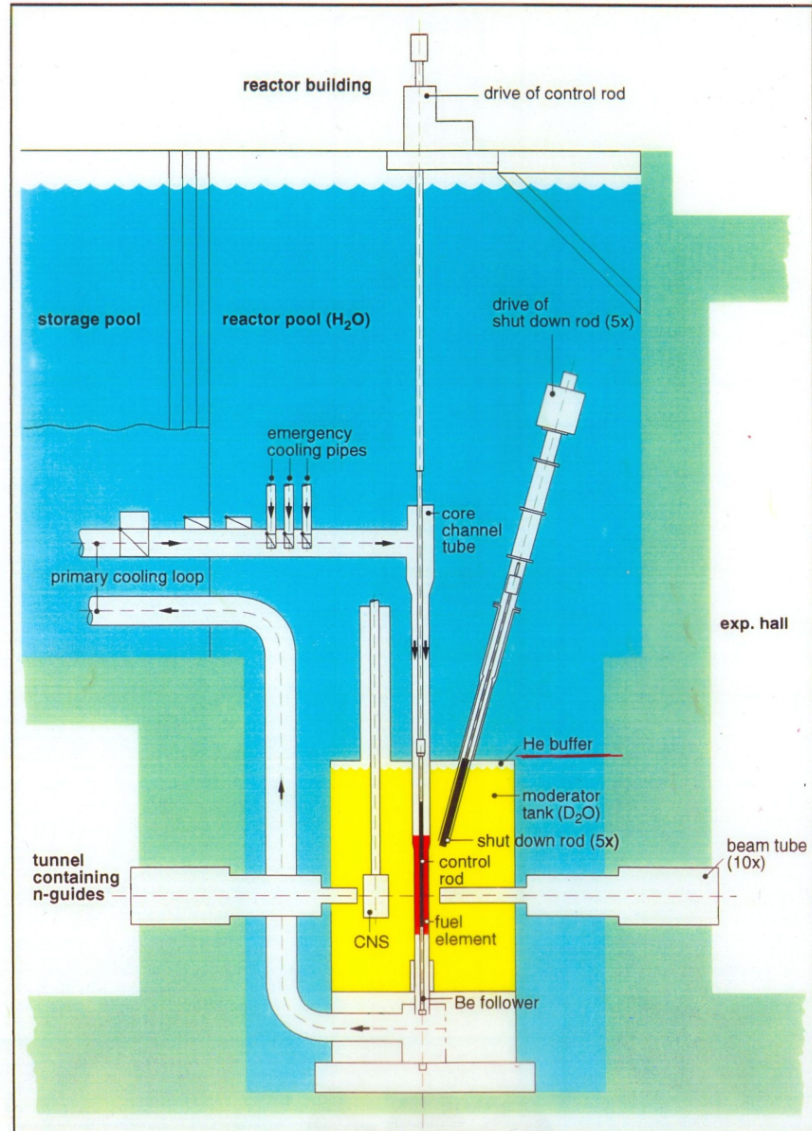 reactor building
drive of control rod
storage pool
reactor pool (H₂O)
drive of
shut down rod (5x)
emergency
cooling pipes
core
channel
tube
primary cooling loop
exp. hall
He buffer
moderator
tank (D₂O)
shut down rod (5x)
beam tube
(10x)
tunnel
containing
n-guides
control
rod
CNS
fuel
element
Be follower